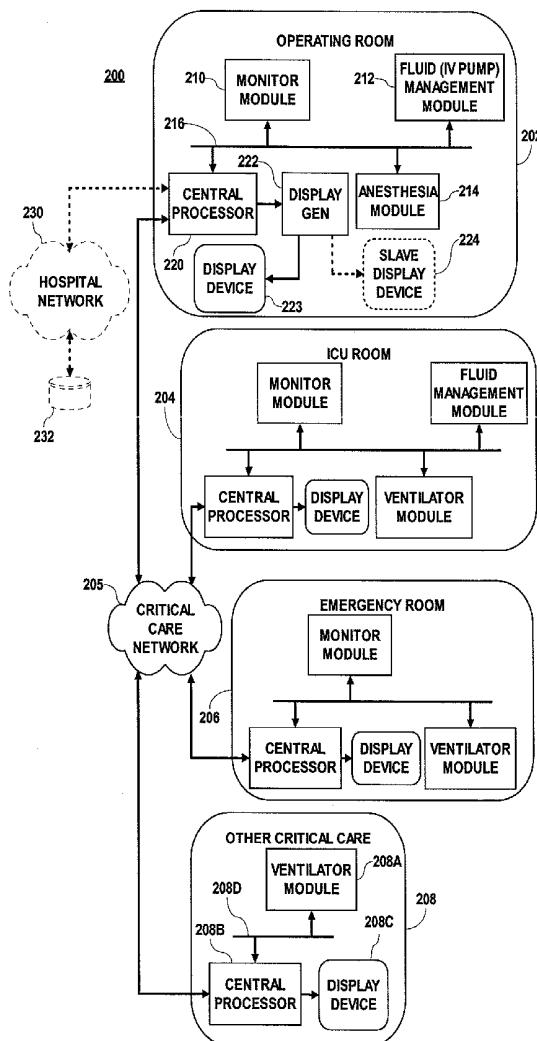 OPERATING ROOM
200
210
MONITOR
MODULE
212
FLUID (IV PUMP)
MANAGEMENT
MODULE
216
222
202
CENTRAL
PROCESSOR
DISPLAY
GEN
ANESTHESIA
MODULE
214
230
220
224
HOSPITAL
NETWORK
DISPLAY
DEVICE
223
SLAVE
DISPLAY
DEVICE
232
ICU ROOM
204
MONITOR
MODULE
FLUID
MANAGEMENT
MODULE
CENTRAL
PROCESSOR
DISPLAY
DEVICE
VENTILATOR
MODULE
205
CRITICAL
CARE
NETWORK
EMERGENCY ROOM
MONITOR
MODULE
206
CENTRAL
PROCESSOR
DISPLAY
DEVICE
VENTILATOR
MODULE
OTHER CRITICAL CARE
VENTILATOR
MODULE
208A
208D
208B
208C
208
CENTRAL
PROCESSOR
DISPLAY
DEVICE